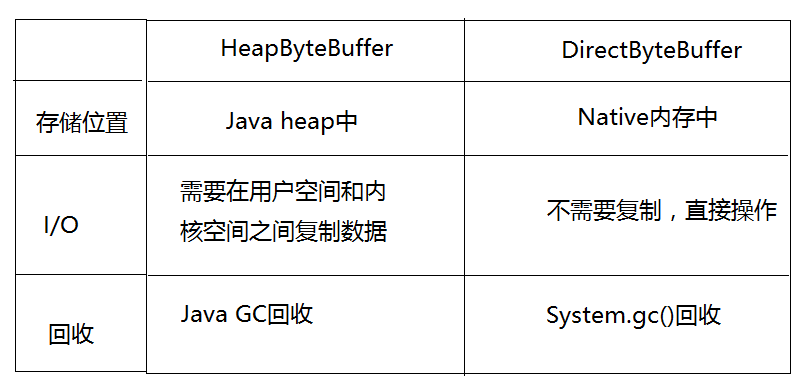 HeapByteBuffer
DirectByteBuffer
存储位置
Java heap中
Native内存中
I/O
需要在用户空间和内
核空间之间复制数据
不需要复制，直接操作
回收
Java GC回收
System.gc()回收